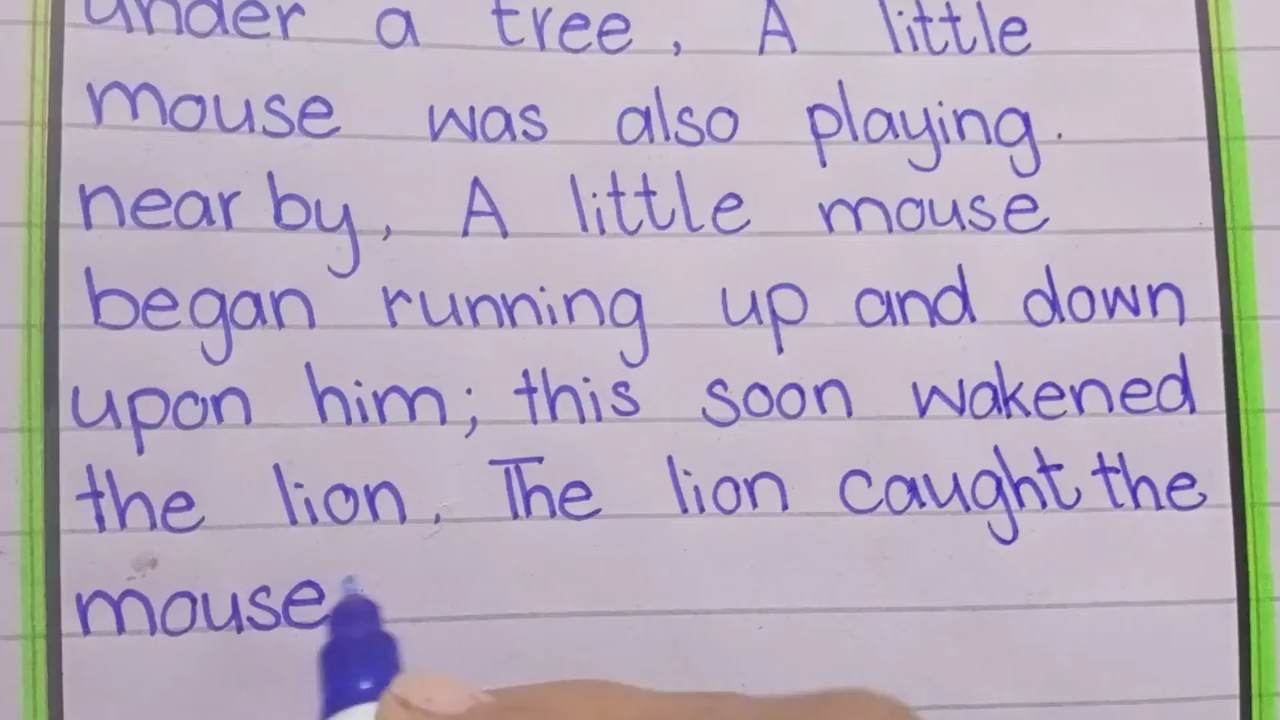 under a tree, A little
mouse was also playing.
near by, A little mouse
began running up and down
upon him; this soon wakened
the lion. The lion caught the
mouse